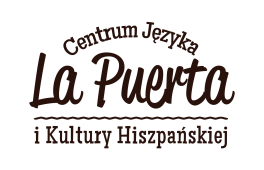 Centrum Języka
La Puerta
i Kultury Hiszpańskiej